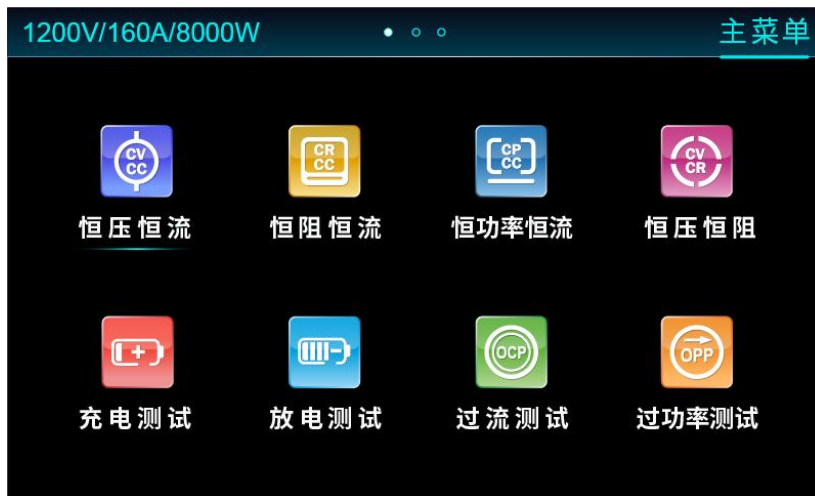 1200V/160A/8000W 主菜单
CV CC
CR CC
CP CC
CV CR
恒压恒流 恒阻恒流 恒功率恒流 恒压恒阻
OCP
OPP
充电测试 放电测试 过流测试 过功率测试